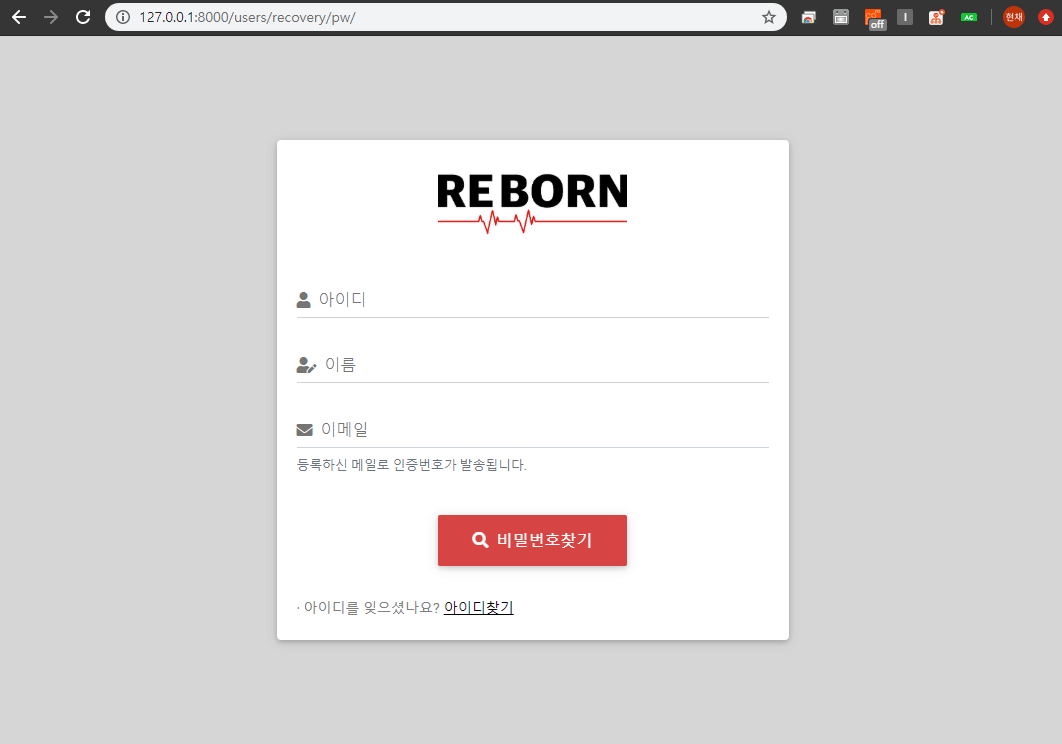 127.0.0.1:8000/users/recovery/pw/
off
I
AC
현재
REBORN
아이디
이름
이메일
등록하신 메일로 인증번호가 발송됩니다.
비밀번호찾기
· 아이디를 잊으셨나요? 아이디찾기